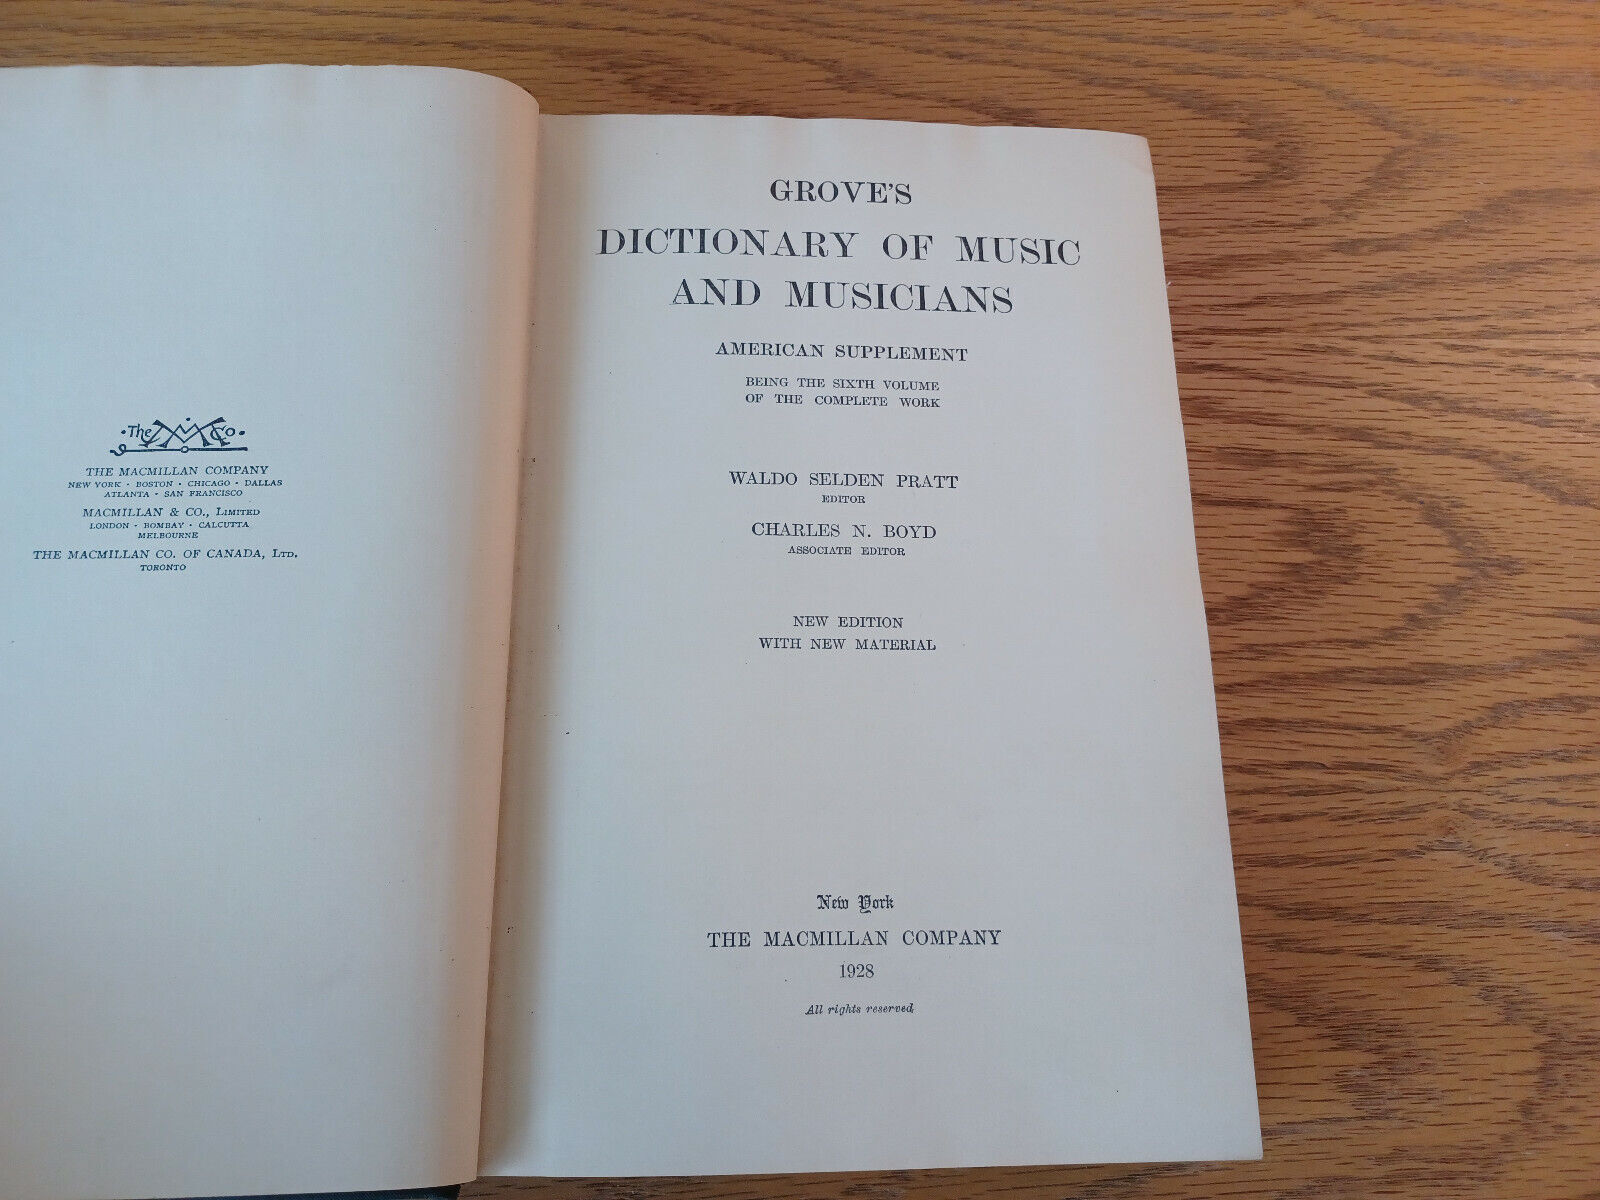 The M Co
THE MACMILLAN COMPANY
NEW YORK · BOSTON · CHICAGO · DALLAS
ATLANTA · SAN FRANCISCO
MACMILLAN & CO., LIMITED
LONDON · BOMBAY · CALCUTTA
MELBOURNE
THE MACMILLAN CO. OF CANADA, LTD.
TORONTO
GROVE'S
DICTIONARY OF MUSIC
AND MUSICIANS
AMERICAN SUPPLEMENT
BEING THE SIXTH VOLUME
OF THE COMPLETE WORK
WALDO SELDEN PRATT
EDITOR
CHARLES N. BOYD
ASSOCIATE EDITOR
NEW EDITION
WITH NEW MATERIAL
New York
THE MACMILLAN COMPANY
1928
All rights reserved